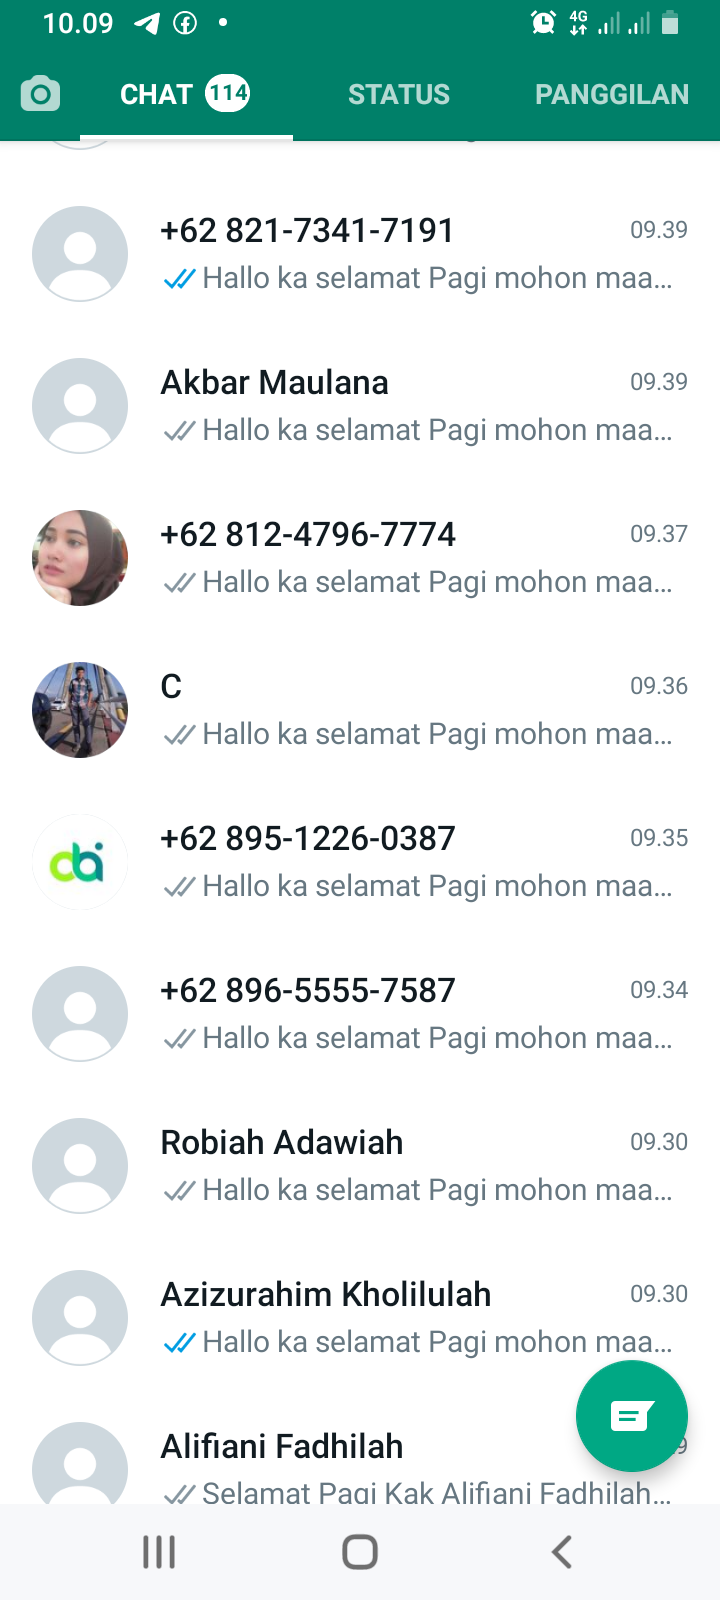 10.09
4G
CHAT 114 STATUS PANGGILAN
+62 821-7341-7191 09.39
Hallo ka selamat Pagi mohon maa...
Akbar Maulana 09.39
Hallo ka selamat Pagi mohon maa...
+62 812-4796-7774 09.37
Hallo ka selamat Pagi mohon maa...
C 09.36
Hallo ka selamat Pagi mohon maa...
+62 895-1226-0387 09.35
Hallo ka selamat Pagi mohon maa...
+62 896-5555-7587 09.34
Hallo ka selamat Pagi mohon maa...
Robiah Adawiah 09.30
Hallo ka selamat Pagi mohon maa...
Azizurahim Kholilulah 09.30
Hallo ka selamat Pagi mohon maa...
Alifiani Fadhilah
Selamat Pagi Kak Alifiani Fadhilah...